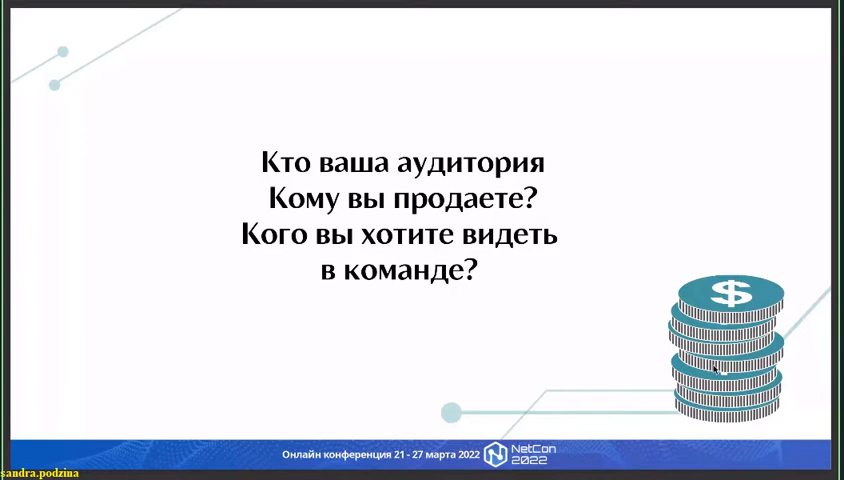 Кто ваша аудитория
Кому вы продаете?
Кого вы хотите видеть
в команде?
$
Онлайн конференция 21 - 27 марта 2022
NetCon
2022
sandra.podzina